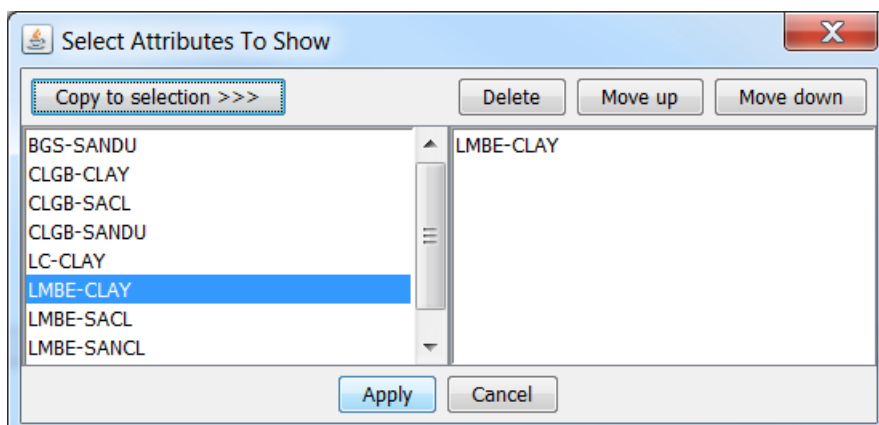 Select Attributes To Show
Copy to selection >>>
Delete
Move up
Move down
BGS-SANDU
CLGB-CLAY
CLGB-SACL
CLGB-SANDU
LC-CLAY
LMBE-CLAY
LMBE-SACL
LMBE-SANCL
LMBE-CLAY
Apply
Cancel